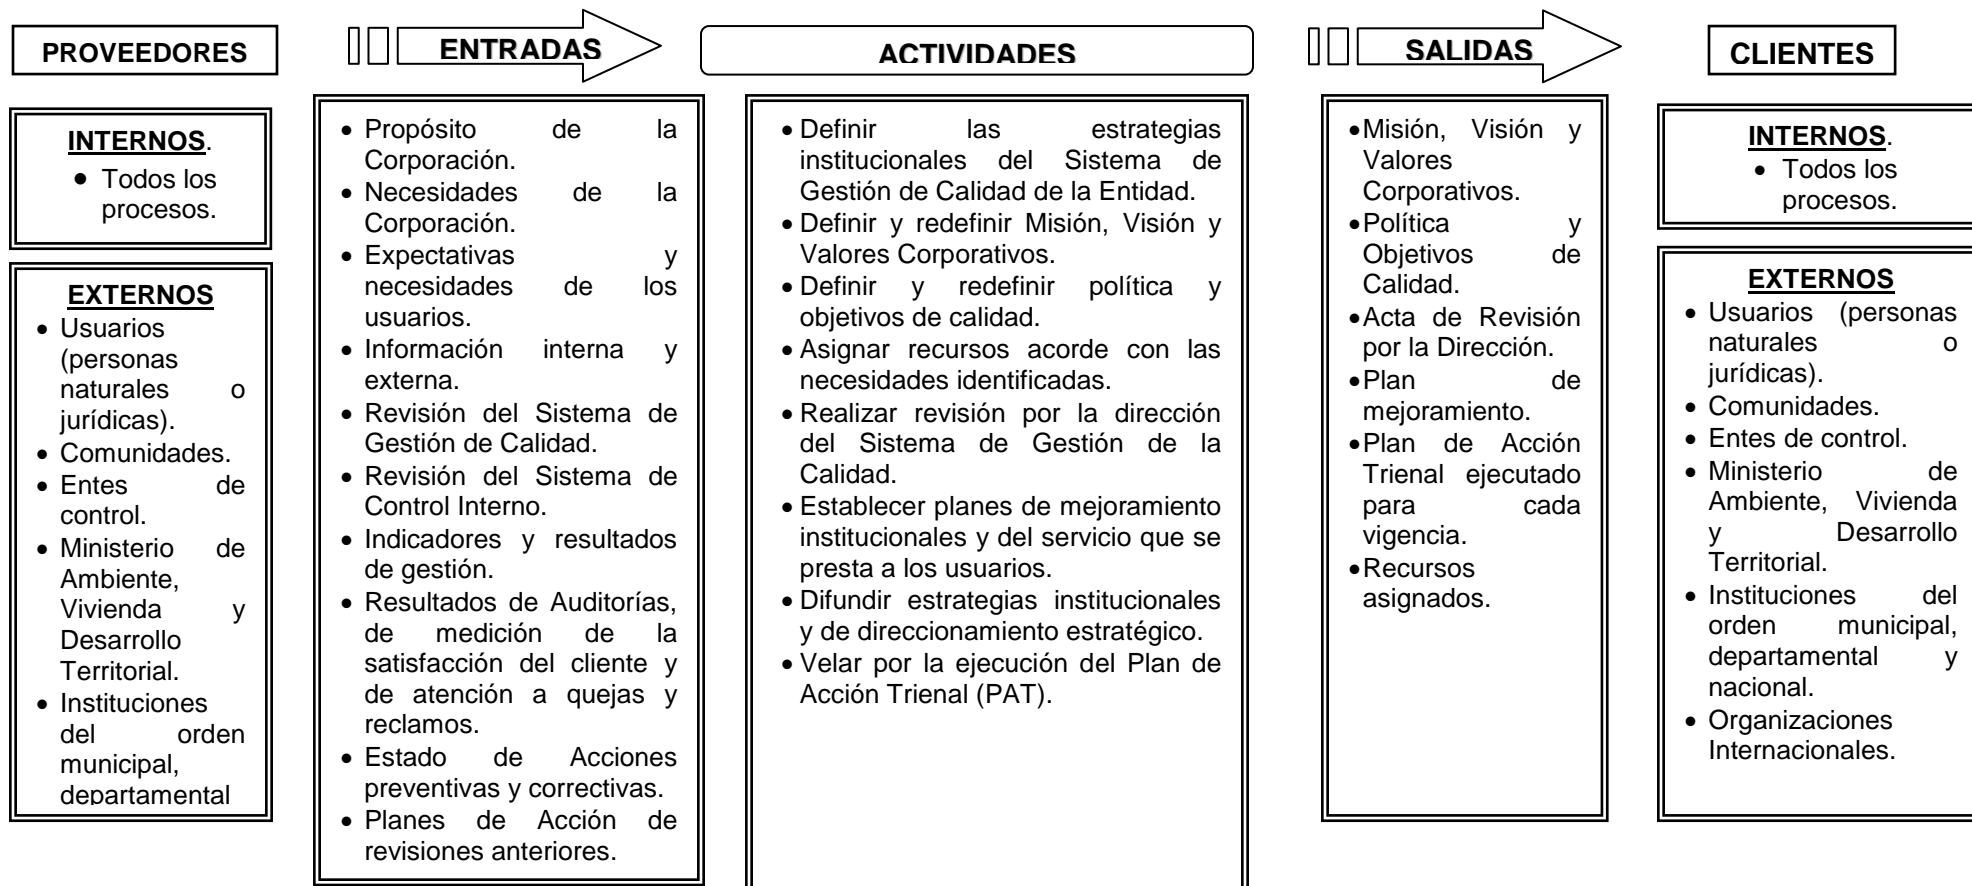 PROVEEDORES
ENTRADAS
ACTIVIDADES
SALIDAS
CLIENTES
INTERNOS.
• Todos los
procesos.
EXTERNOS
• Usuarios
(personas
naturales o
jurídicas).
• Comunidades.
• Entes de
control.
• Ministerio de
Ambiente,
Vivienda y
Desarrollo
Territorial.
• Instituciones
del orden
municipal,
departamental
• Propósito de la
Corporación.
• Necesidades de la
Corporación.
• Expectativas y
necesidades de los
usuarios.
• Información interna y
externa.
• Revisión del Sistema de
Gestión de Calidad.
• Revisión del Sistema de
Control Interno.
• Indicadores y resultados
de gestión.
• Resultados de Auditorías,
de medición de la
satisfacción del cliente y
de atención a quejas y
reclamos.
• Estado de Acciones
preventivas y correctivas.
• Planes de Acción de
revisiones anteriores.
• Definir las estrategias
institucionales del Sistema de
Gestión de Calidad de la Entidad.
• Definir y redefinir Misión, Visión y
Valores Corporativos.
• Definir y redefinir política y
objetivos de calidad.
• Asignar recursos acorde con las
necesidades identificadas.
• Realizar revisión por la dirección
del Sistema de Gestión de la
Calidad.
• Establecer planes de mejoramiento
institucionales y del servicio que se
presta a los usuarios.
• Difundir estrategias institucionales
y de direccionamiento estratégico.
• Velar por la ejecución del Plan de
Acción Trienal (PAT).
•Misión, Visión y
Valores
Corporativos.
•Política y
Objetivos de
Calidad.
•Acta de Revisión
por la Dirección.
•Plan de
mejoramiento.
•Plan de Acción
Trienal ejecutado
para cada
vigencia.
•Recursos
asignados.
INTERNOS.
• Todos los
procesos.
EXTERNOS
• Usuarios (personas
naturales o
jurídicas).
• Comunidades.
• Entes de control.
• Ministerio de
Ambiente, Vivienda
y Desarrollo
Territorial.
• Instituciones del
orden municipal,
departamental y
nacional.
• Organizaciones
Internacionales.